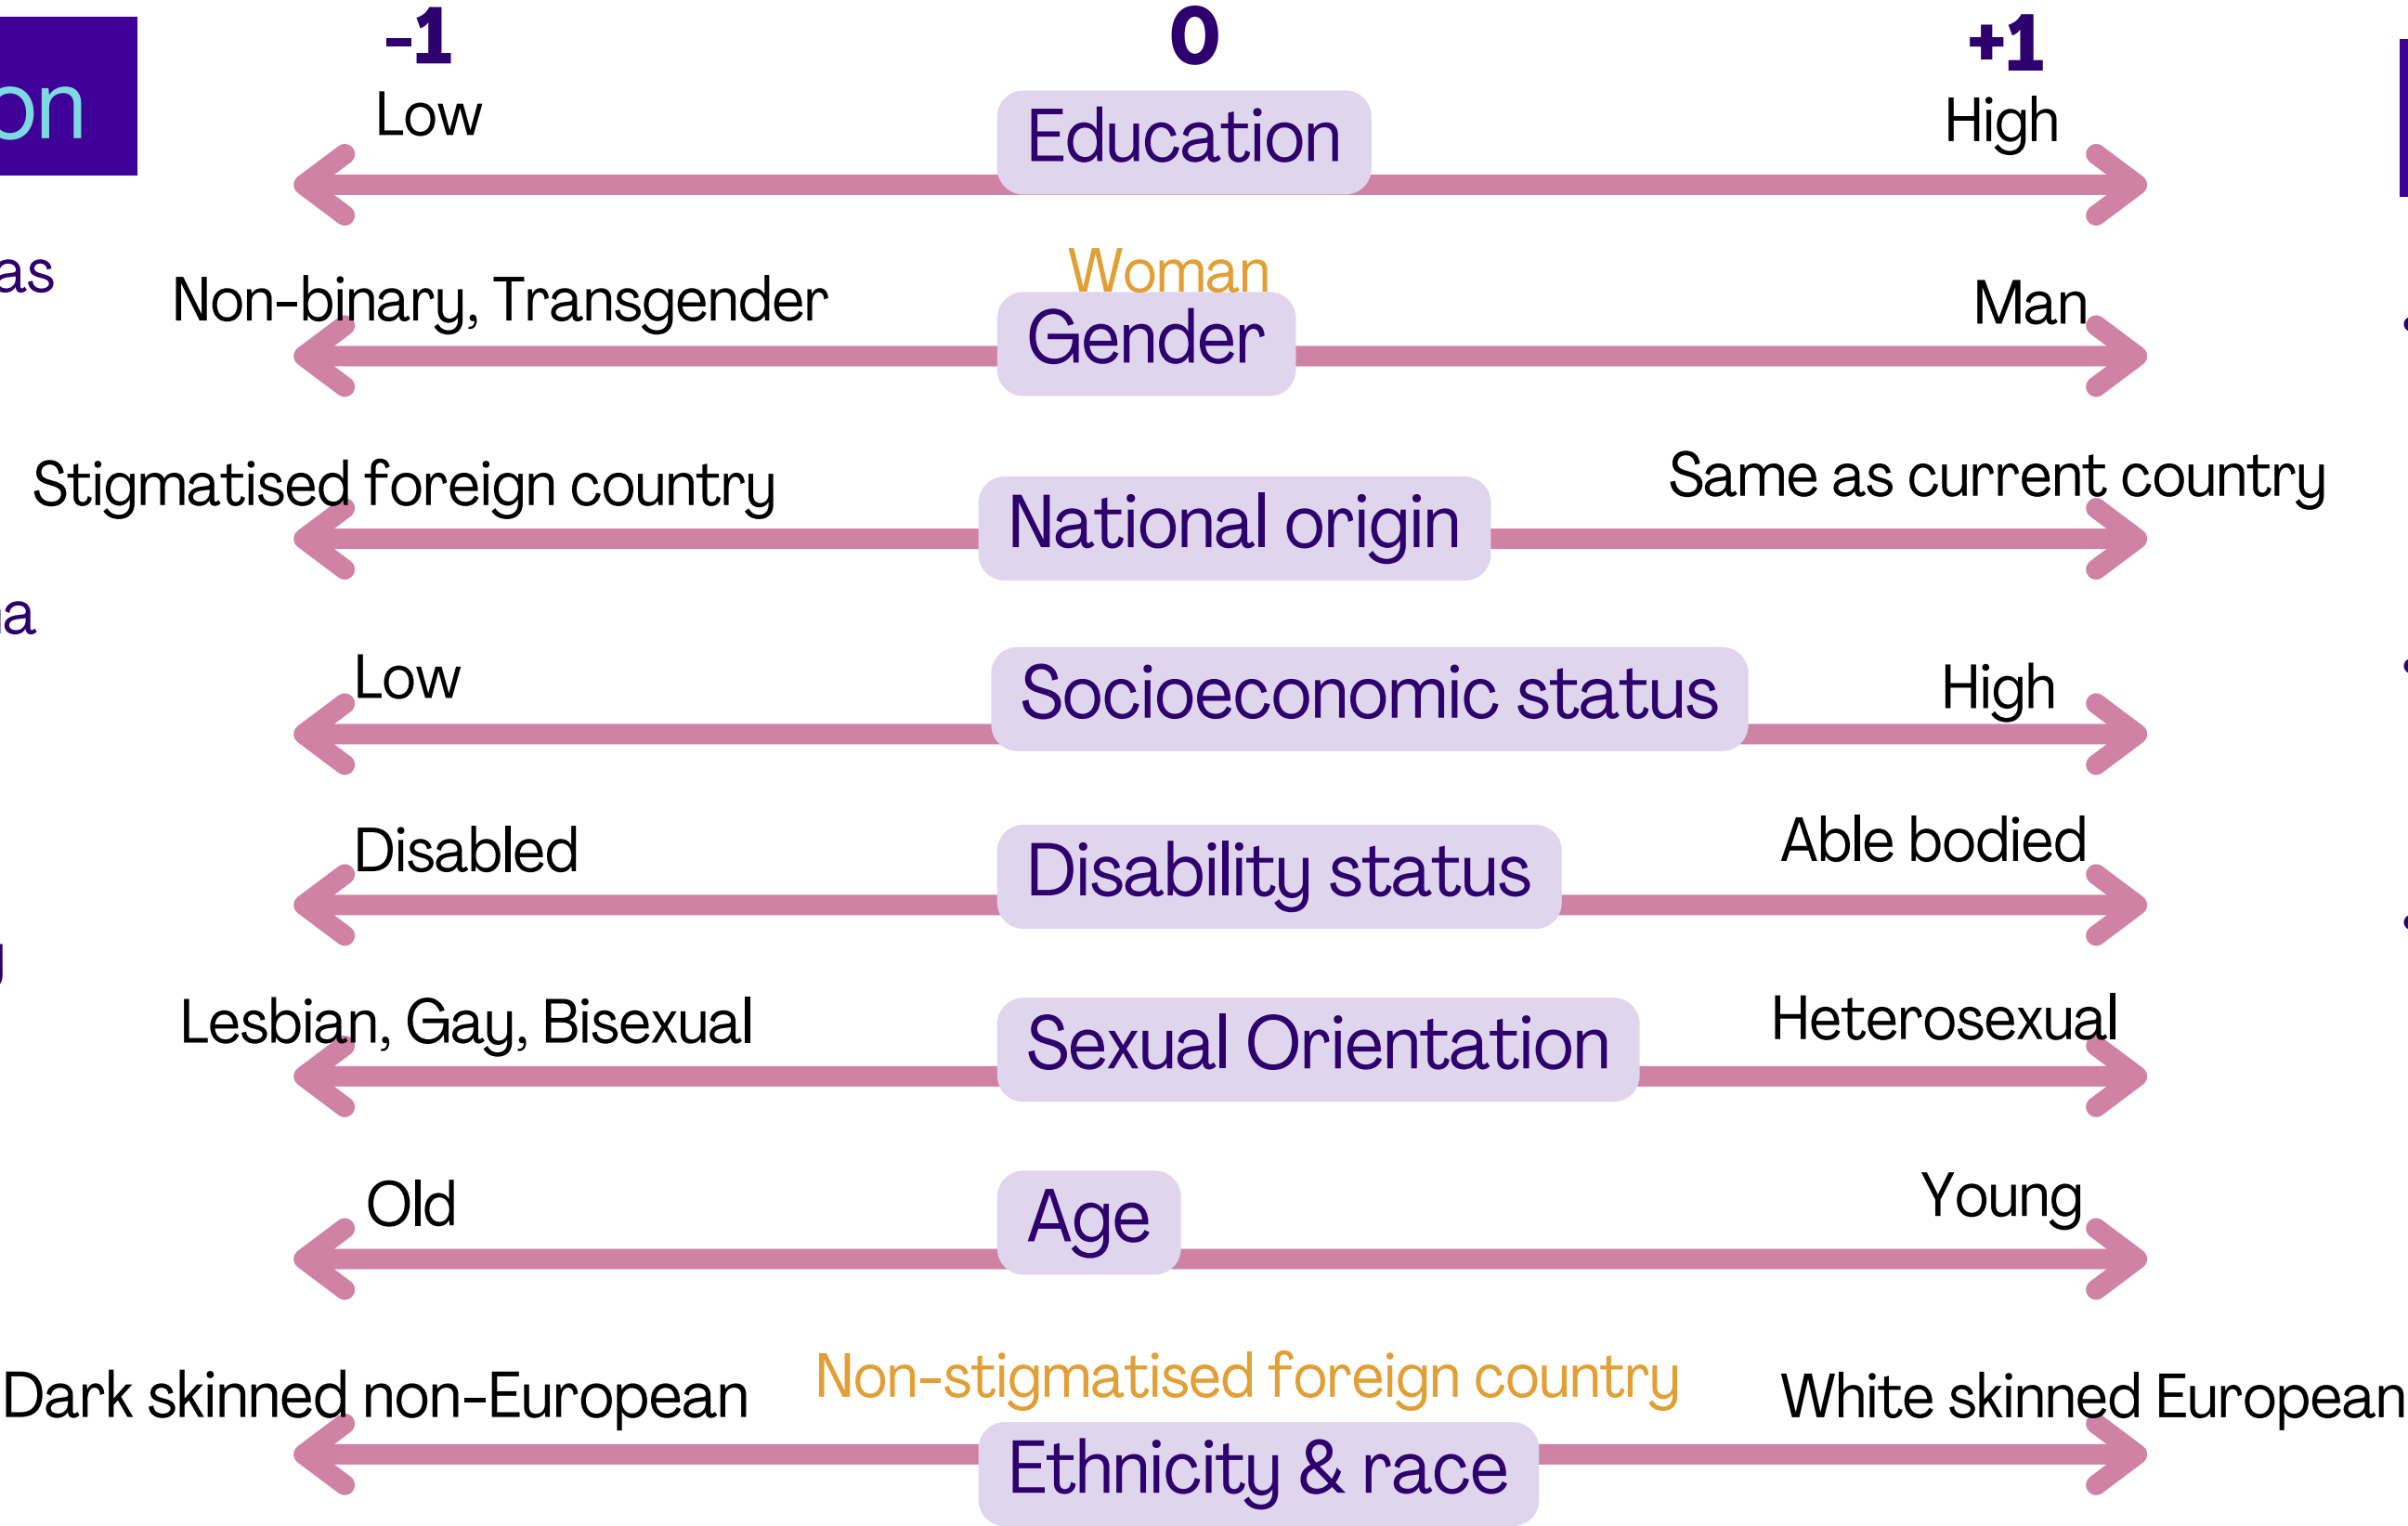 -1 0 +1
on
Low Education High
as
Woman
Non-binary, Transgender Gender Man
Stigmatised foreign country National origin Same as current country
a
Low Socioeconomic status High
Disabled Disability status Able bodied
Lesbian, Gay, Bisexual Sexual Orientation Heterosexual
Old Age Young
Non-stigmatised foreign country
Dark skinned non-European Ethnicity & race White skinned European